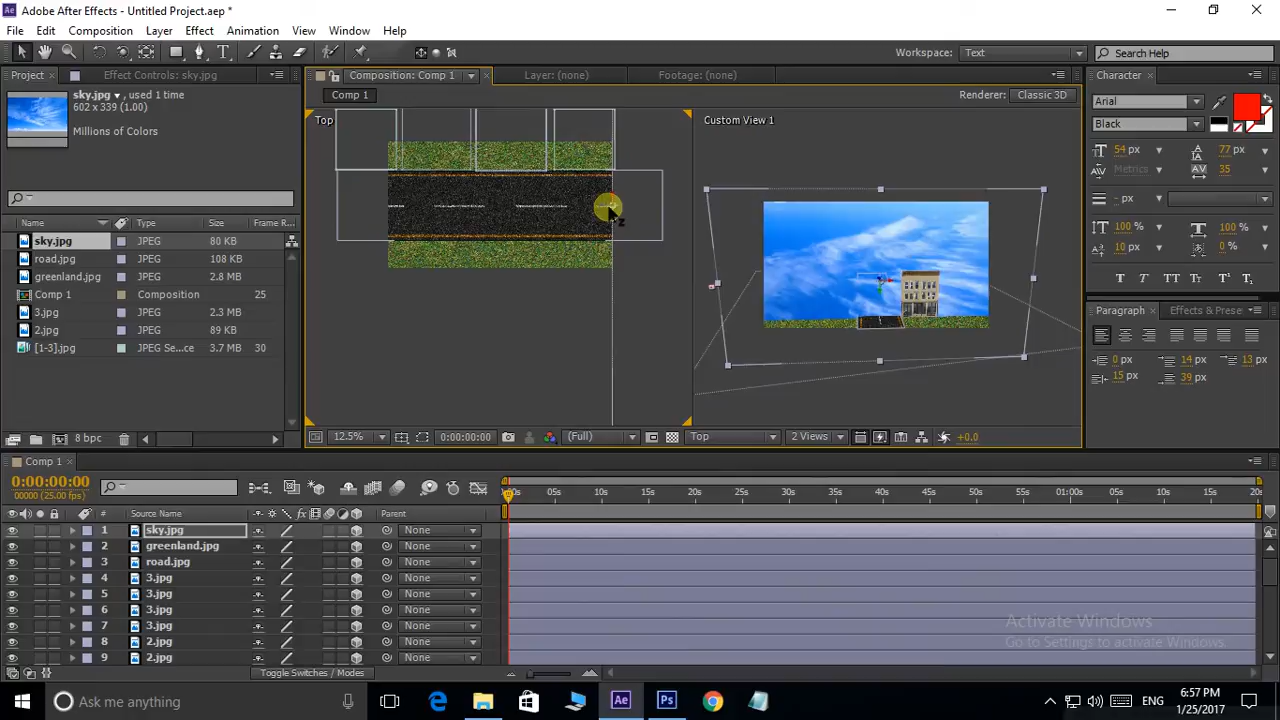 Adobe After Effects - Untitled Project.aep *
File Edit Composition Layer Effect Animation View Window Help
Workspace: Text Search Help
Project Effect Controls: sky.jpg Composition: Comp 1 Layer: (none) Footage: (none) Character
sky.jpg ▾, used 1 time
602 x 339 (1.00)
Millions of Colors
Comp 1 Renderer: Classic 3D
Top Custom View 1
Arial
Black
54 px 77 px
Metrics 35
- px
100 % 100 %
10 px 0 %
T T TT Tr T¹ T₁
Paragraph Effects & Prese
0 px 14 px 13 px
15 px 39 px
Name Type Size Frame R...
sky.jpg JPEG 80 KB
road.jpg JPEG 108 KB
greenland.jpg JPEG 2.8 MB
Comp 1 Composition 25
3.jpg JPEG 2.3 MB
2.jpg JPEG 89 KB
[1-3].jpg JPEG Se...ce 3.7 MB 30
8 bpc
12.5% 0:00:00:00 (Full) Top 2 Views +0.0
Comp 1
0:00:00:00
00000 (25.00 fps)
05s 10s 15s 20s 25s 30s 35s 40s 45s 50s 55s 01:00s 05s 10s 15s 20s
# Source Name Parent
1 sky.jpg None
2 greenland.jpg None
3 road.jpg None
4 3.jpg None
5 3.jpg None
6 3.jpg None
7 3.jpg None
8 2.jpg None
9 2.jpg None
Toggle Switches / Modes
Activate Windows
Go to Settings to activate Windows.
Ask me anything
ENG
6:57 PM
1/25/2017